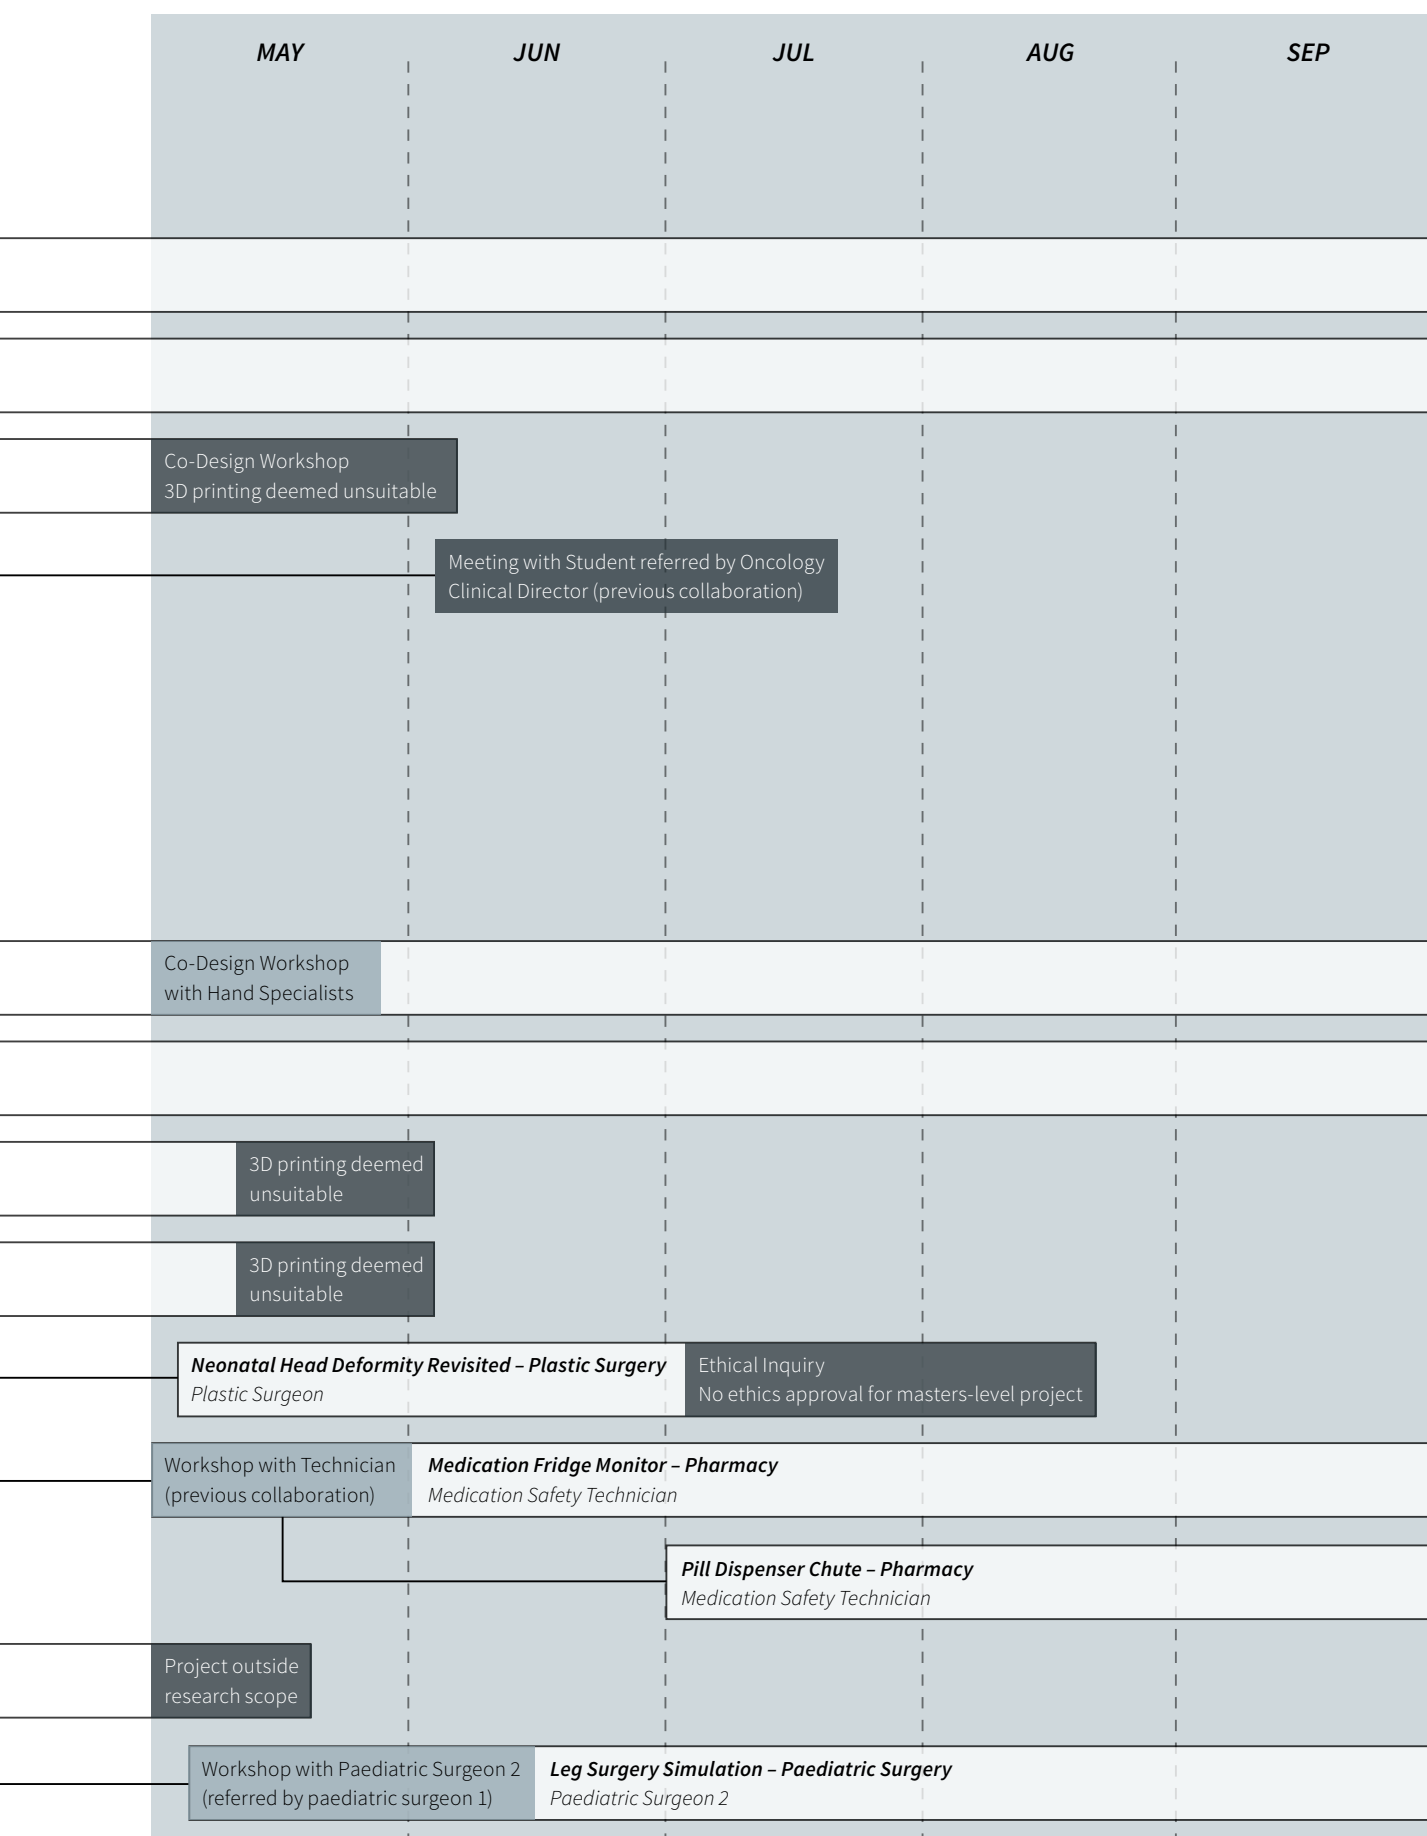 MAY JUN JUL AUG SEP
Co-Design Workshop
3D printing deemed unsuitable
Meeting with Student referred by Oncology
Clinical Director (previous collaboration)
Co-Design Workshop
with Hand Specialists
3D printing deemed
unsuitable
3D printing deemed
unsuitable
Neonatal Head Deformity Revisited – Plastic Surgery
Plastic Surgeon
Ethical Inquiry
No ethics approval for masters-level project
Workshop with Technician
(previous collaboration)
Medication Fridge Monitor – Pharmacy
Medication Safety Technician
Pill Dispenser Chute – Pharmacy
Medication Safety Technician
Project outside
research scope
Workshop with Paediatric Surgeon 2
(referred by paediatric surgeon 1)
Leg Surgery Simulation – Paediatric Surgery
Paediatric Surgeon 2